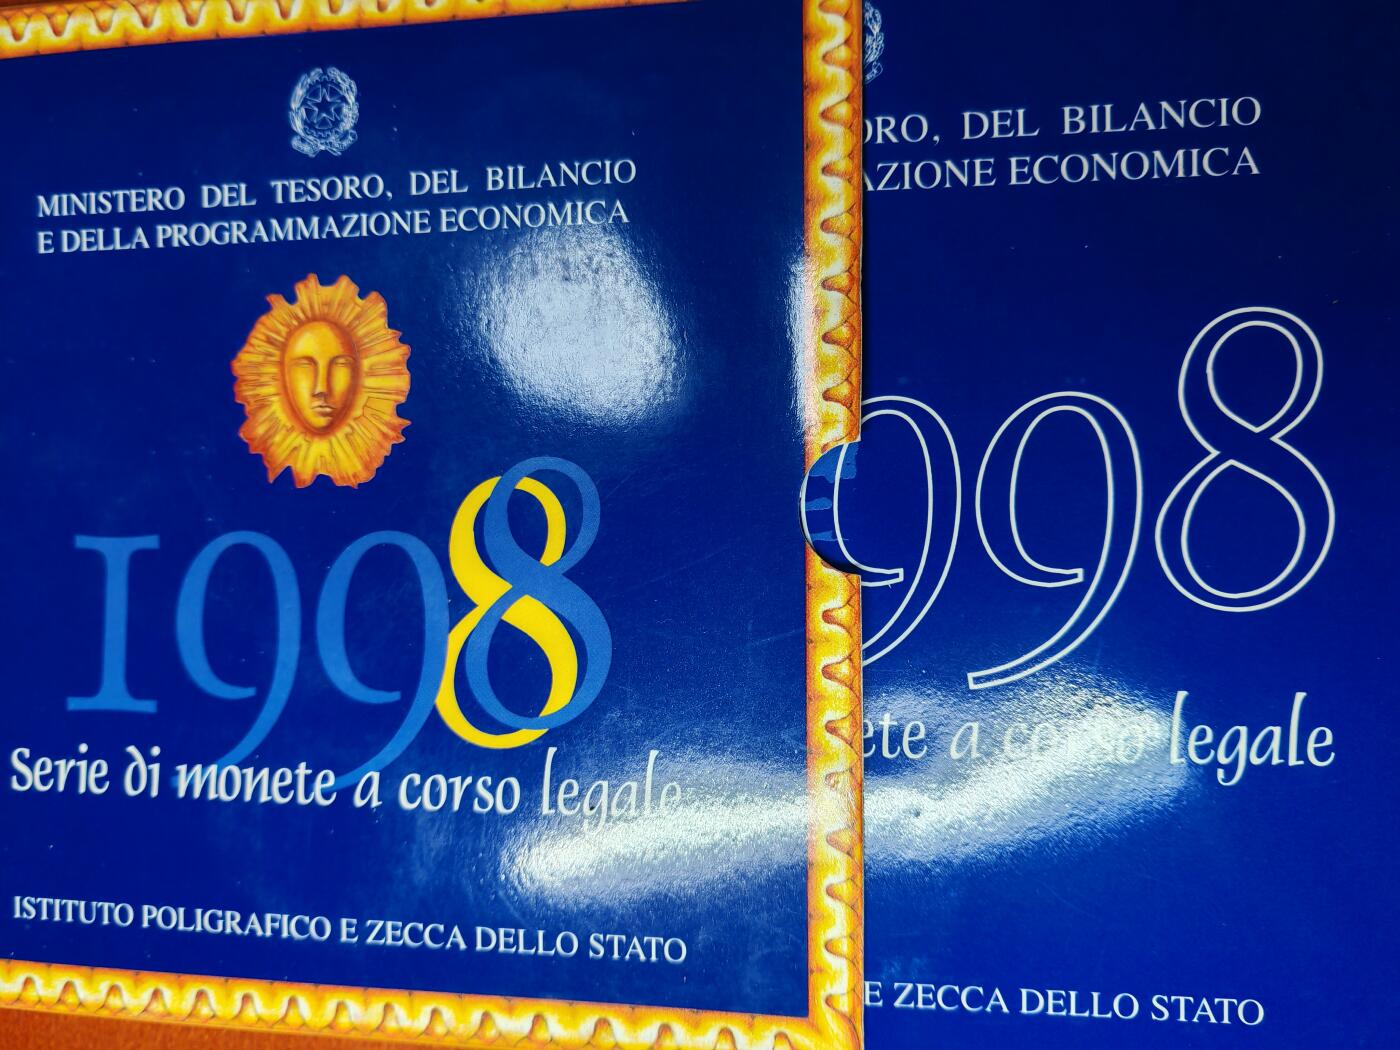 MINISTERO DEL TESORO, DEL BILANCIO
E DELLA PROGRAMMAZIONE ECONOMICA
1998
Serie di monete a corso legale
ISTITUTO POLIGRAFICO E ZECCA DELLO STATO
ORO, DEL BILANCIO
AZIONE ECONOMICA
998
ete a corso legale
E ZECCA DELLO STATO